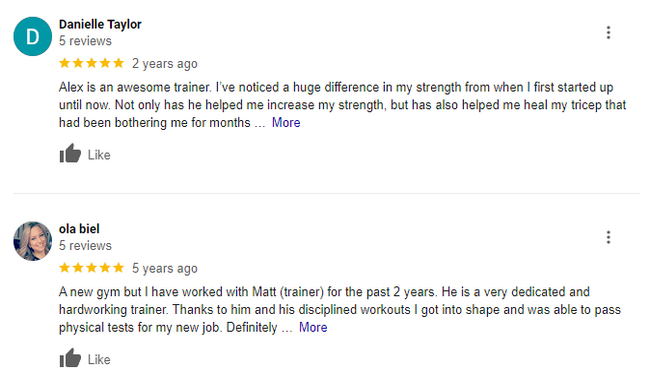 D
Danielle Taylor
5 reviews
2 years ago
Alex is an awesome trainer. I've noticed a huge difference in my strength from when I first started up
until now. Not only has he helped me increase my strength, but has also helped me heal my tricep that
had been bothering me for months … More
Like
ola biel
5 reviews
5 years ago
A new gym but I have worked with Matt (trainer) for the past 2 years. He is a very dedicated and
hardworking trainer. Thanks to him and his disciplined workouts I got into shape and was able to pass
physical tests for my new job. Definitely … More
Like